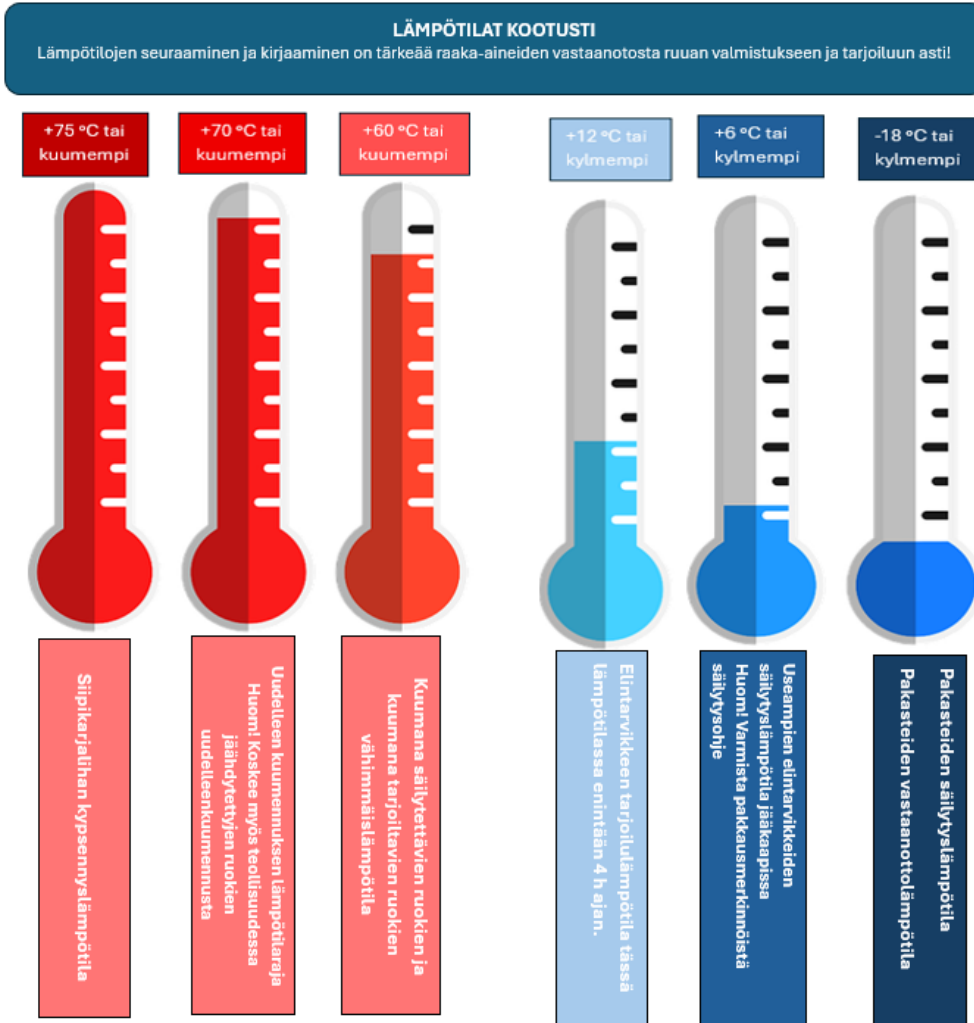 LÄMPÖTILAT KOOTUSTI
Lämpötilojen seuraaminen ja kirjaaminen on tärkeää raaka-aineiden vastaanotosta ruuan valmistukseen ja tarjoiluun asti!
+75 °C tai
kuumempi
+70 °C tai
kuumempi
+60 °C tai
kuumempi
+12 °C tai
kylmempi
+6 °C tai
kylmempi
-18 °C tai
kylmempi
Siipikarjalihan kypsennyslämpötila
Uudelleen kuumennuksen lämpötilaraja
Huom! Koskee myös teollisuudessa
jäähdytettyjen ruokien
uudelleenkuumennusta
Kuumana säilytettävien ruokien ja
kuumana tarjoiltavien ruokien
vähimmäislämpötila
Elintarvikkeen tarjoilulämpötila tässä
lämpötilassa enintään 4 h ajan.
Useampien elintarvikkeiden
säilytyslämpötila jääkaapissa
Huom! Varmista pakkausmerkinnöistä
säilytysohje
Pakasteiden säilytyslämpötila
Pakasteiden vastaanottolämpötila